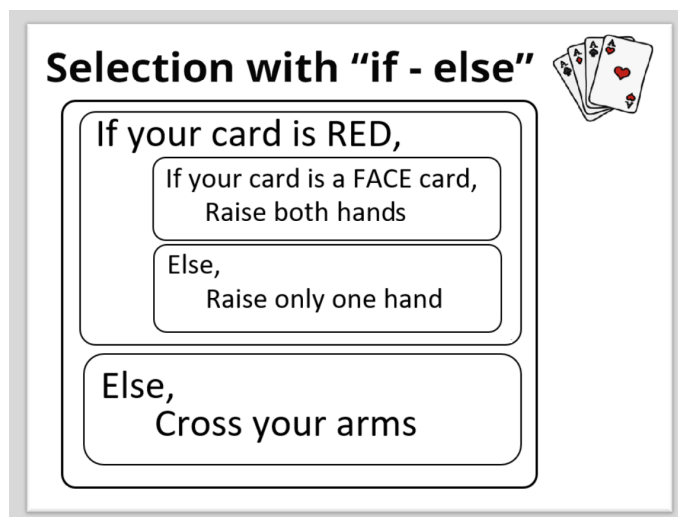 Selection with “if - else”
If your card is RED,
If your card is a FACE card,
Raise both hands
Else,
Raise only one hand
Else,
Cross your arms